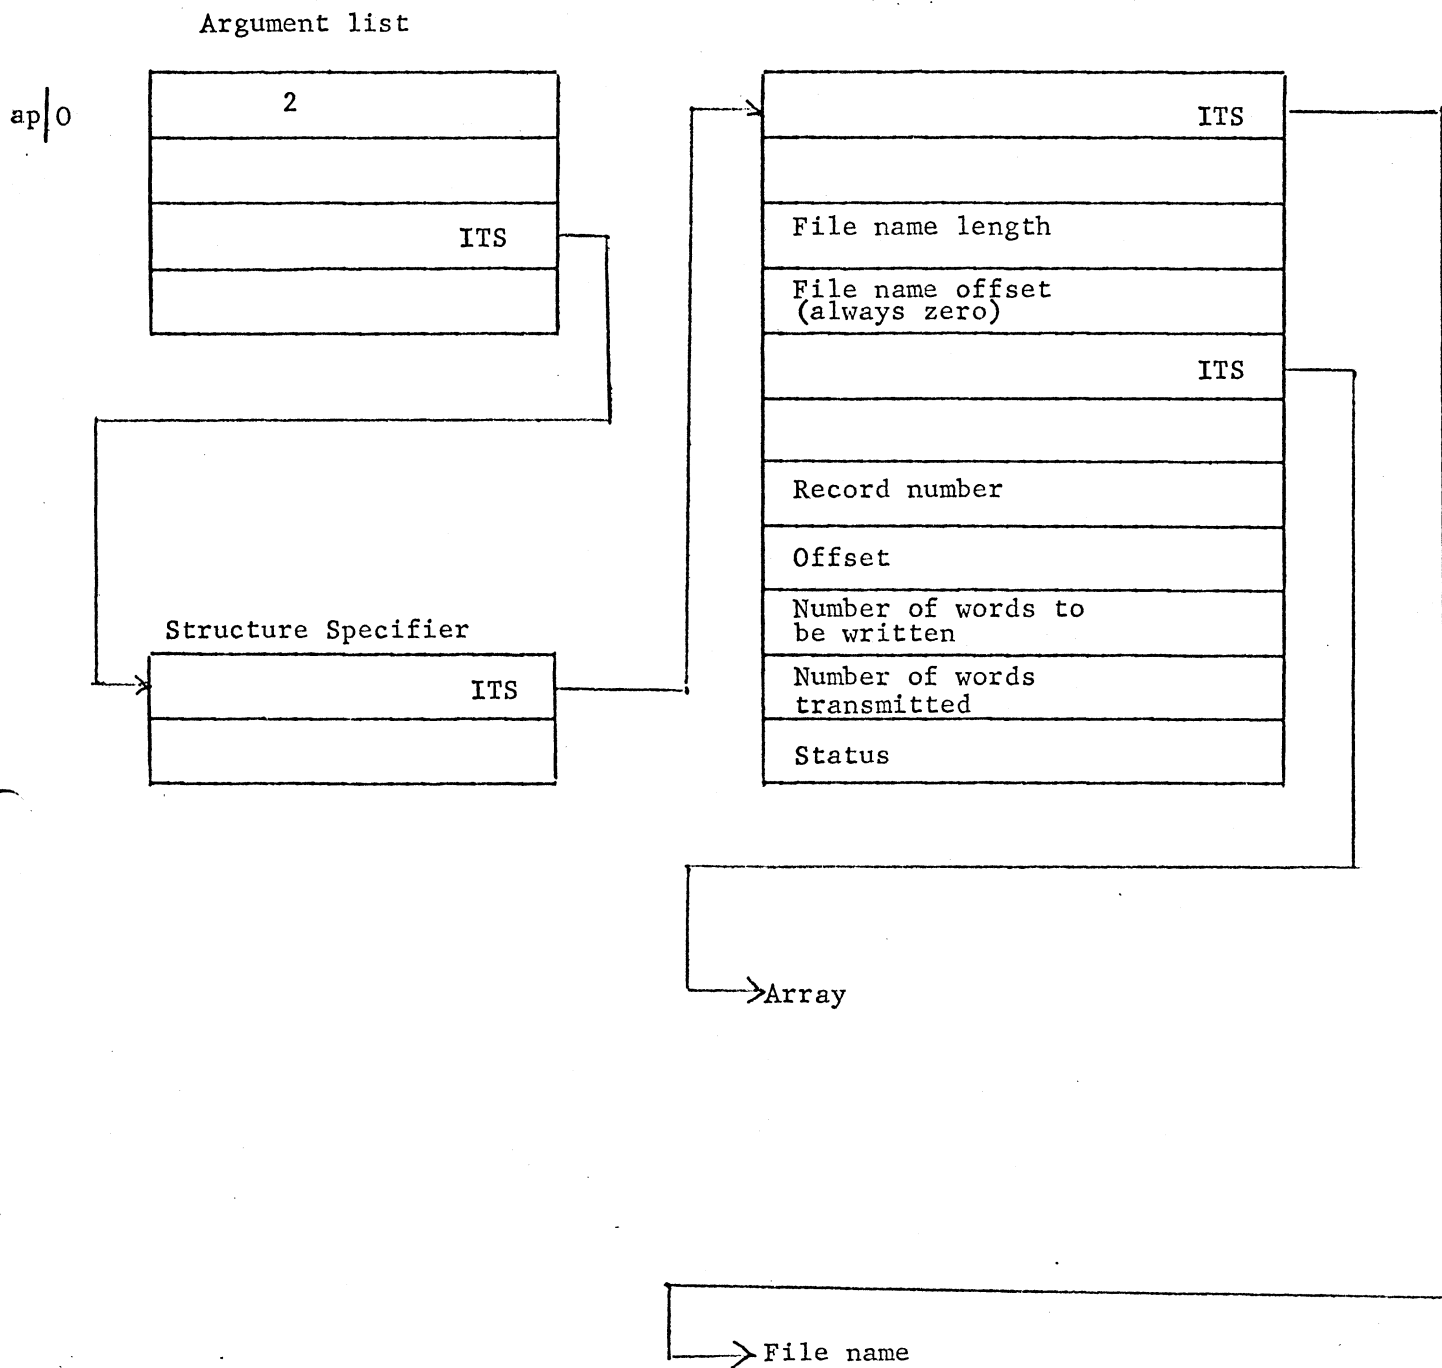 Argument list
ap|0
2
ITS
Structure Specifier
ITS
ITS
File name length
File name offset
(always zero)
ITS
Record number
Offset
Number of words to
be written
Number of words
transmitted
Status
Array
File name